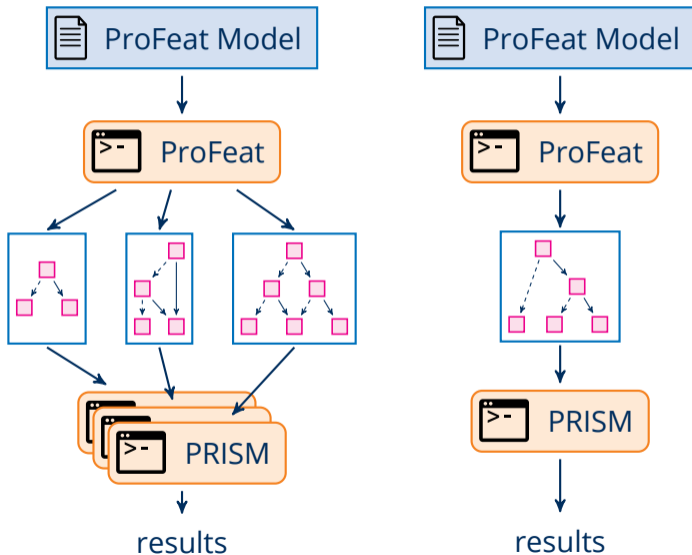 ProFeat Model
>- ProFeat
>- PRISM
results
ProFeat Model
>- ProFeat
>- PRISM
results